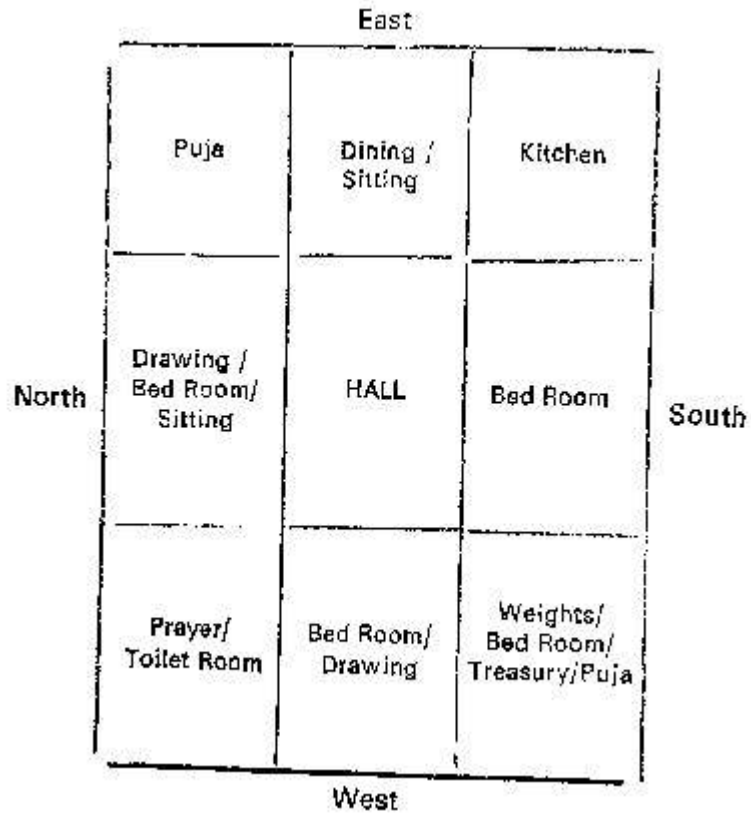 East
Puja
Dining /
Sitting
Kitchen
North
Drawing /
Bed Room/
Sitting
HALL
Bed Room
South
Prayer/
Toilet Room
Bed Room/
Drawing
Weights/
Bed Room/
Treasury/Puja
West